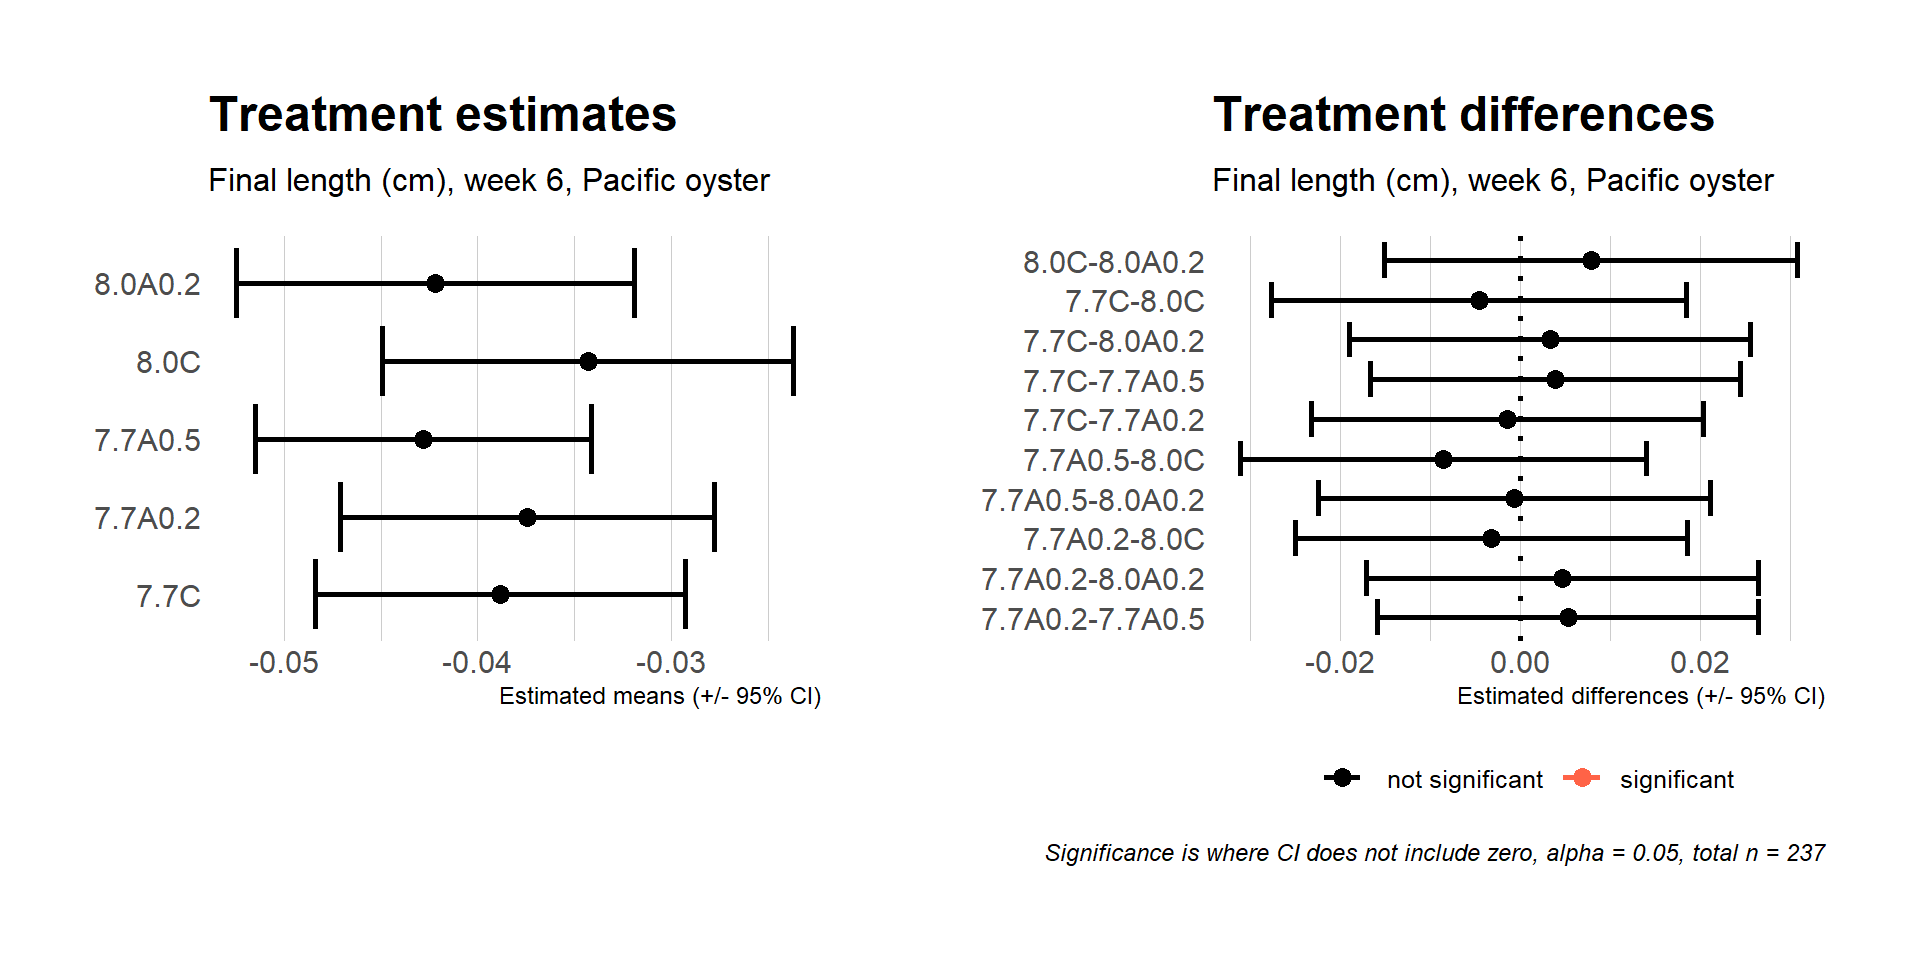 Treatment estimates
Final length (cm), week 6, Pacific oyster
8.0A0.2
8.0C
7.7A0.5
7.7A0.2
7.7C
-0.05 -0.04 -0.03
Estimated means (+/- 95% CI)
Treatment differences
Final length (cm), week 6, Pacific oyster
8.0C-8.0A0.2
7.7C-8.0C
7.7C-8.0A0.2
7.7C-7.7A0.5
7.7C-7.7A0.2
7.7A0.5-8.0C
7.7A0.5-8.0A0.2
7.7A0.2-8.0C
7.7A0.2-8.0A0.2
7.7A0.2-7.7A0.5
-0.02 0.00 0.02
Estimated differences (+/- 95% CI)
not significant significant
Significance is where CI does not include zero, alpha = 0.05, total n = 237